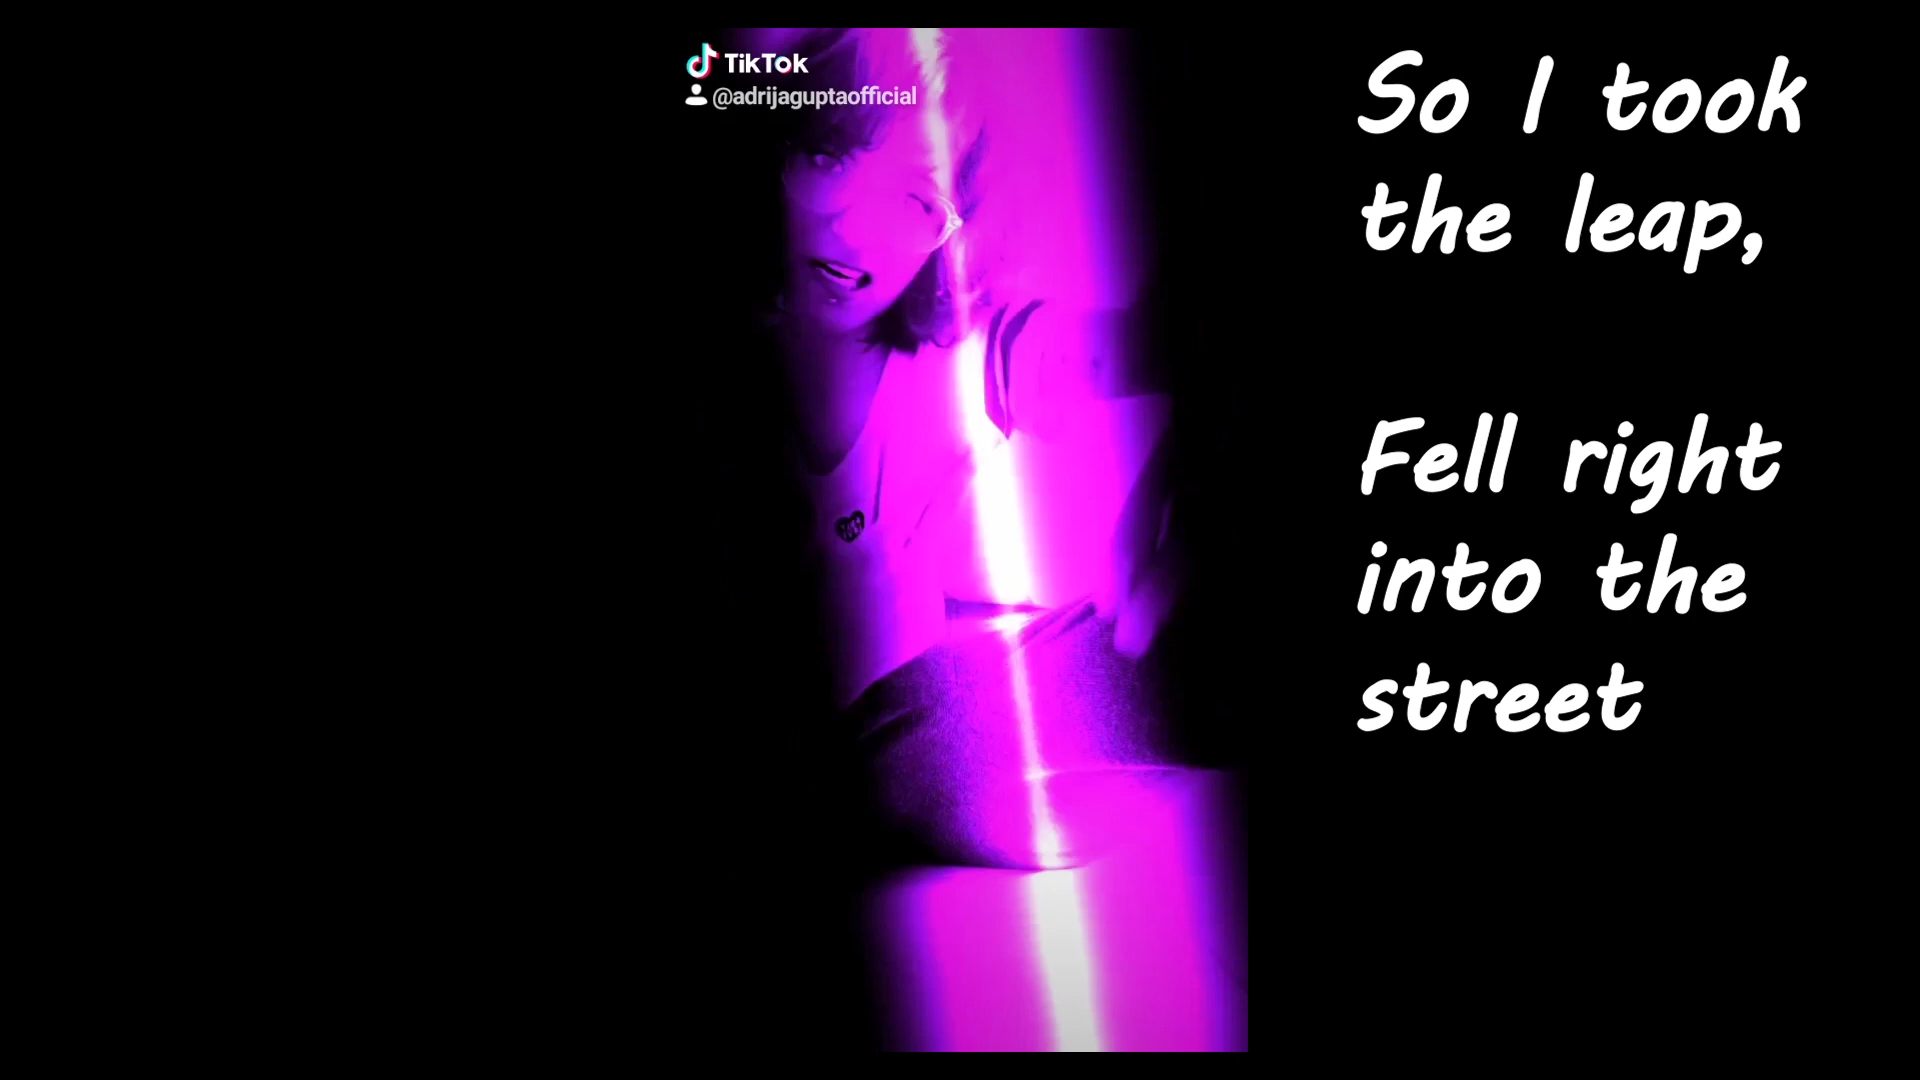 TikTok
@adrijaguptaofficial
So I took
the leap,
Fell right
into the
street